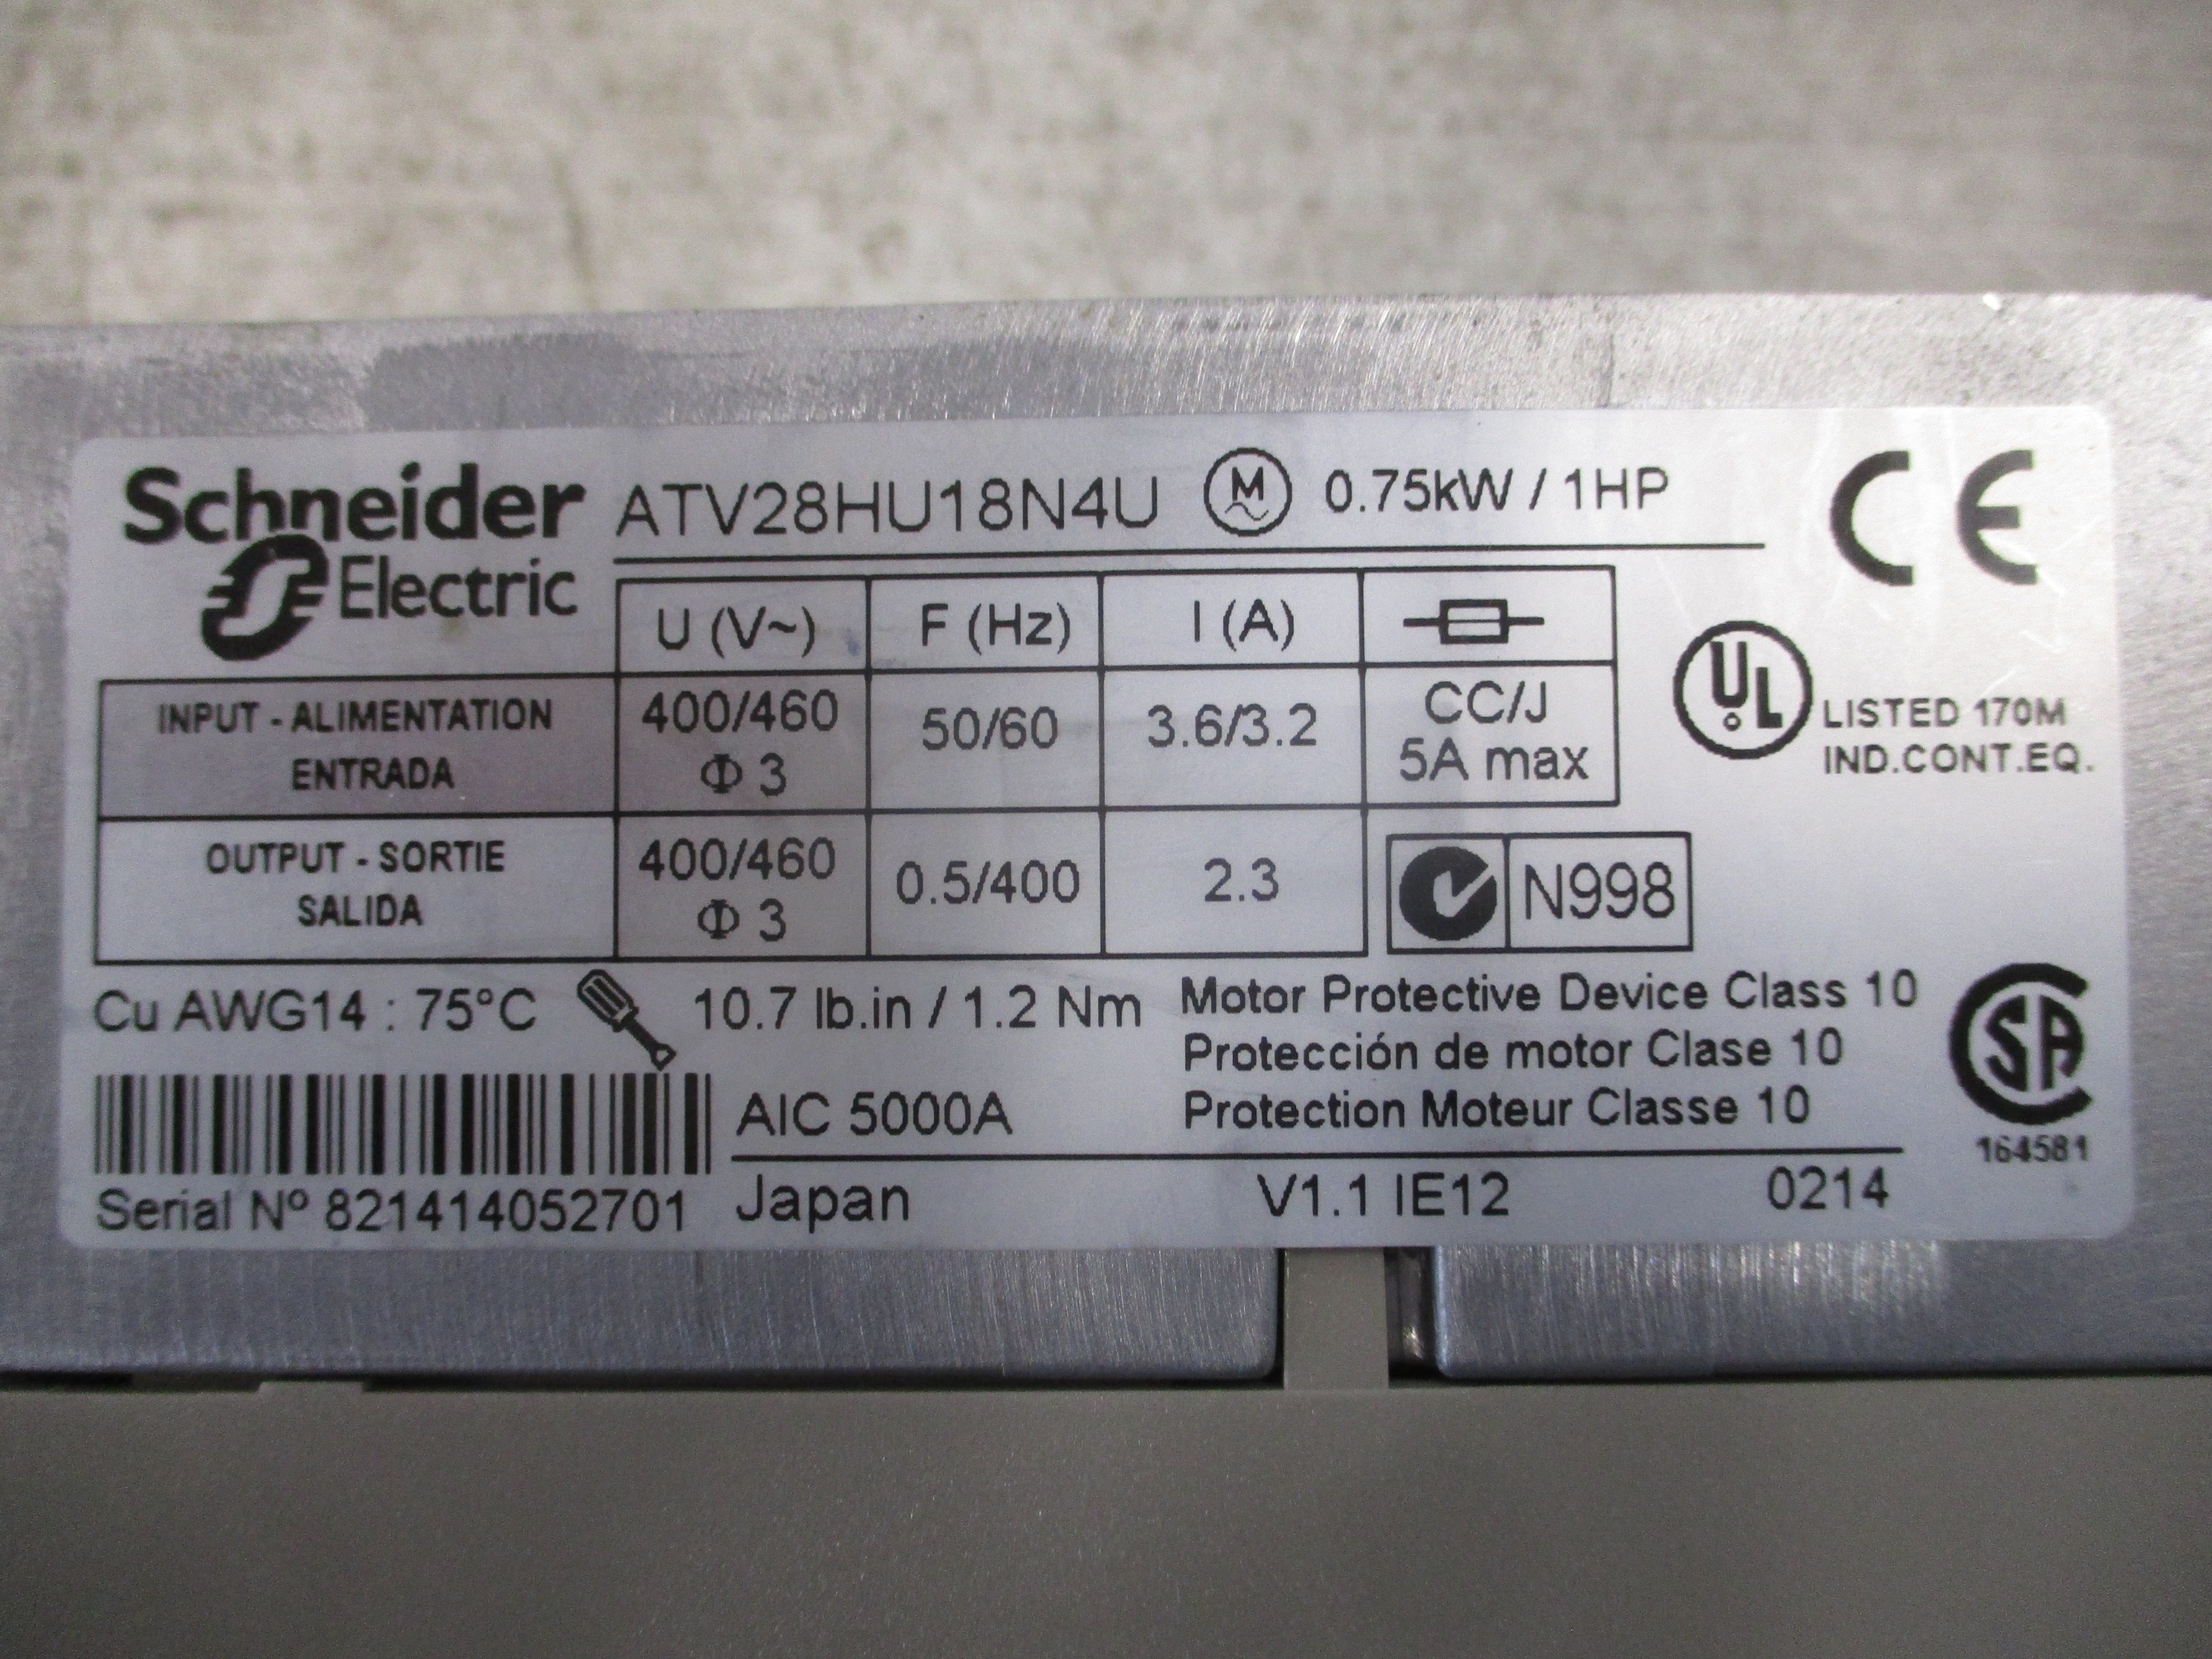 Schneider Electric
ATV28HU18N4U M 0.75kW / 1HP
CE
U (V~) F (Hz) I (A)
INPUT - ALIMENTATION ENTRADA 400/460 Φ 3 50/60 3.6/3.2 CC/J 5A max
UL LISTED 170M
IND.CONT.EQ.
OUTPUT - SORTIE SALIDA 400/460 Φ 3 0.5/400 2.3
N998
Cu AWG14 : 75°C 10.7 lb.in / 1.2 Nm
Motor Protective Device Class 10
Protección de motor Clase 10
Protection Moteur Classe 10
SA
164581
AIC 5000A
Serial Nº 821414052701
Japan V1.1 IE12 0214